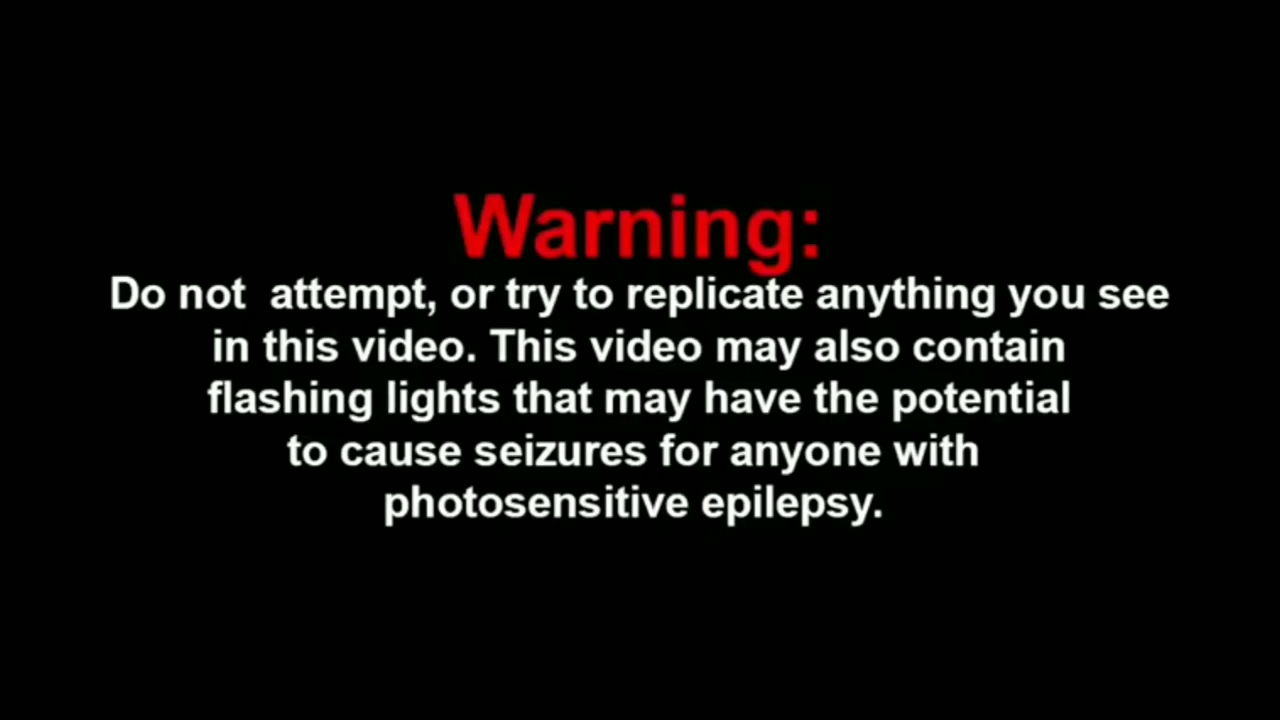 Warning:
Do not  attempt, or try to replicate anything you see
in this video. This video may also contain
flashing lights that may have the potential
to cause seizures for anyone with
photosensitive epilepsy.